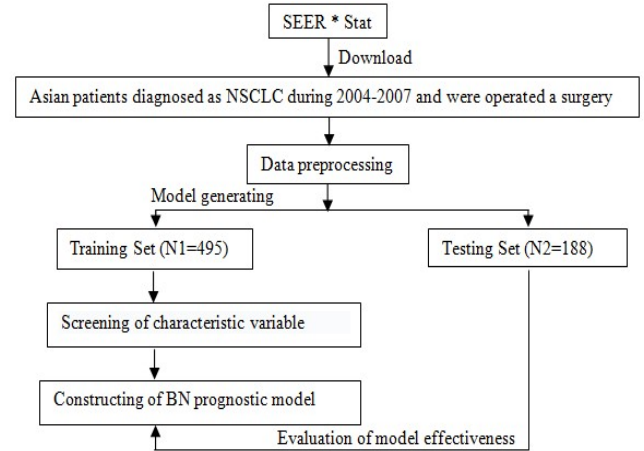 SEER * Stat
Download
Asian patients diagnosed as NSCLC during 2004-2007 and were operated a surgery
Data preprocessing
Model generating
Training Set (N1=495)
Testing Set (N2=188)
Screening of characteristic variable
Constructing of BN prognostic model
Evaluation of model effectiveness